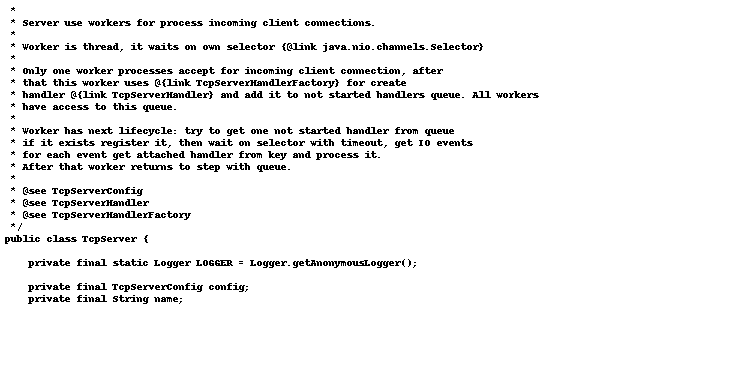 *
* Server use workers for process incoming client connections.
*
* Worker is thread, it waits on own selector {@link java.nio.channels.Selector}
*
* Only one worker processes accept for incoming client connection, after
* that this worker uses @{link TcpServerHandlerFactory} for create
* handler @{link TcpServerHandler} and add it to not started handlers queue. All workers
* have access to this queue.
*
* Worker has next lifecycle: try to get one not started handler from queue
* if it exists register it, then wait on selector with timeout, get IO events
* for each event get attached handler from key and process it.
* After that worker returns to step with queue.
*
* @see TcpServerConfig
* @see TcpServerHandler
* @see TcpServerHandlerFactory
*/
public class TcpServer {
private final static Logger LOGGER = Logger.getAnonymousLogger();
private final TcpServerConfig config;
private final String name;